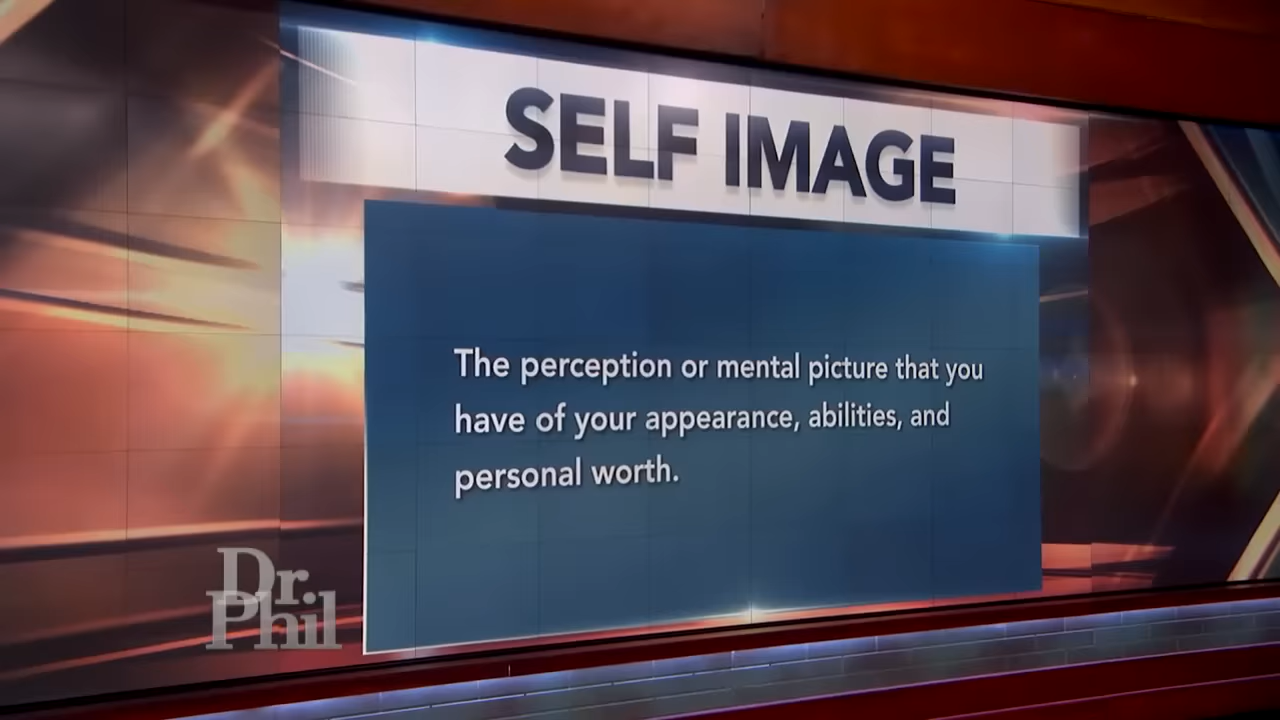 SELF IMAGE
The perception or mental picture that you
have of your appearance, abilities, and
personal worth.
Dr.
Phil